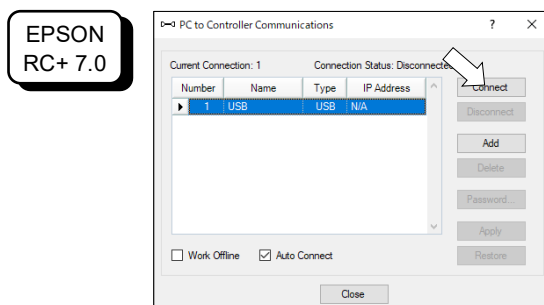 EPSON
RC+ 7.0
PC to Controller Communications
Current Connection: 1 Connection Status: Disconnected
Number Name Type IP Address
1 USB USB N/A
Connect
Disconnect
Add
Delete
Password...
Apply
Restore
Work Offline Auto Connect
Close